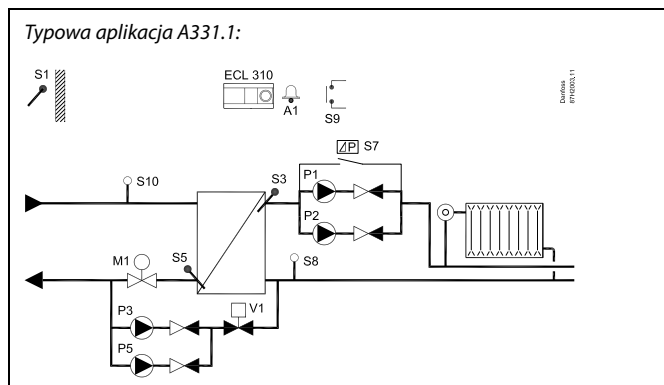 Typowa aplikacja A331.1:
S1
ECL 310
A1
S9
Danfoss
87H2003.11
⊿P S7
P1
S10
S3
P2
M1
S5
S8
V1
P3
P5